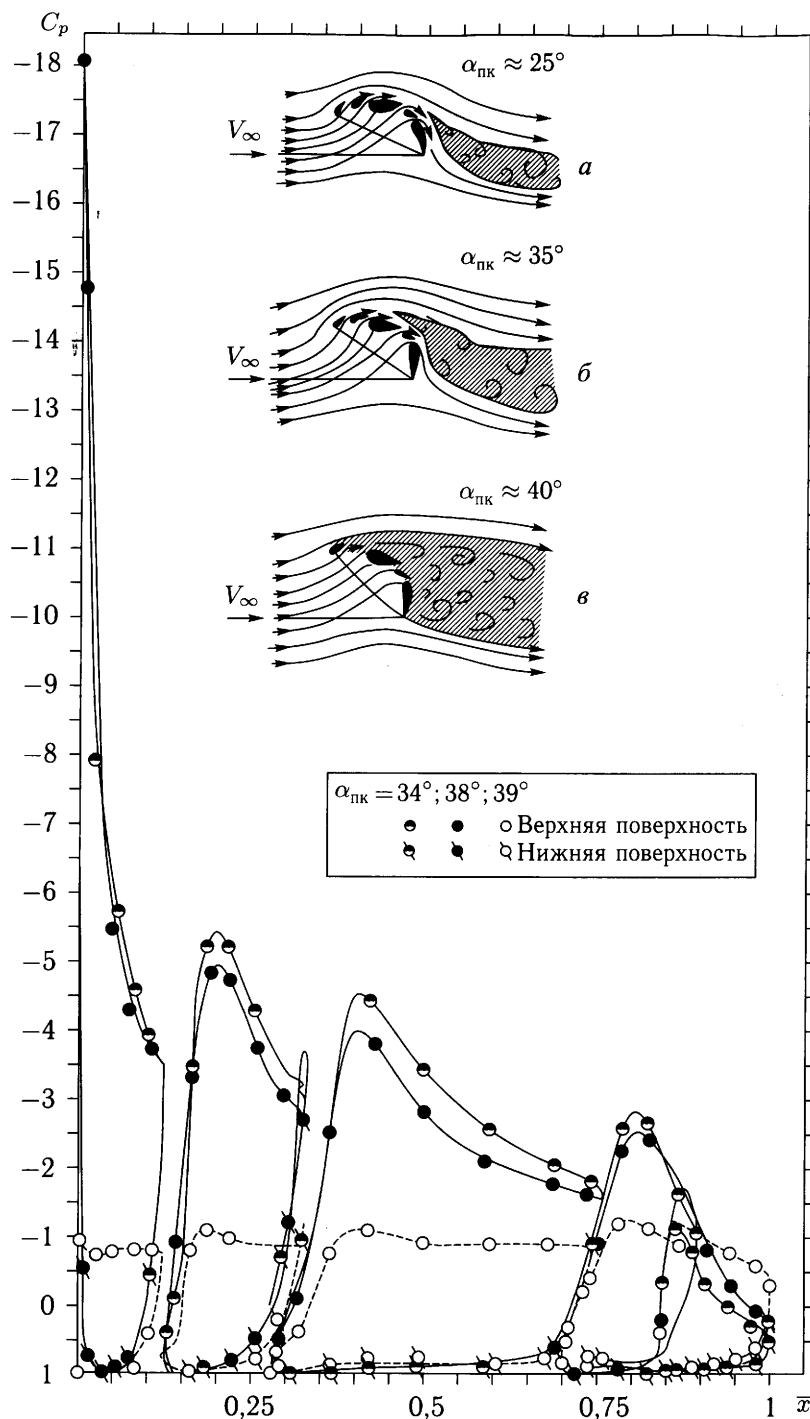 C_p
−18
α_пк ≈ 25°
−17
V_∞
а
−16
α_пк ≈ 35°
−15
−14
V_∞
б
−13
−12
α_пк ≈ 40°
−11
V_∞
в
−10
−9
−8
α_пк = 34°; 38°; 39°
−7
Верхняя поверхность
Нижняя поверхность
−6
−5
−4
−3
−2
−1
0
1
0,25 0,5 0,75 1 x̅